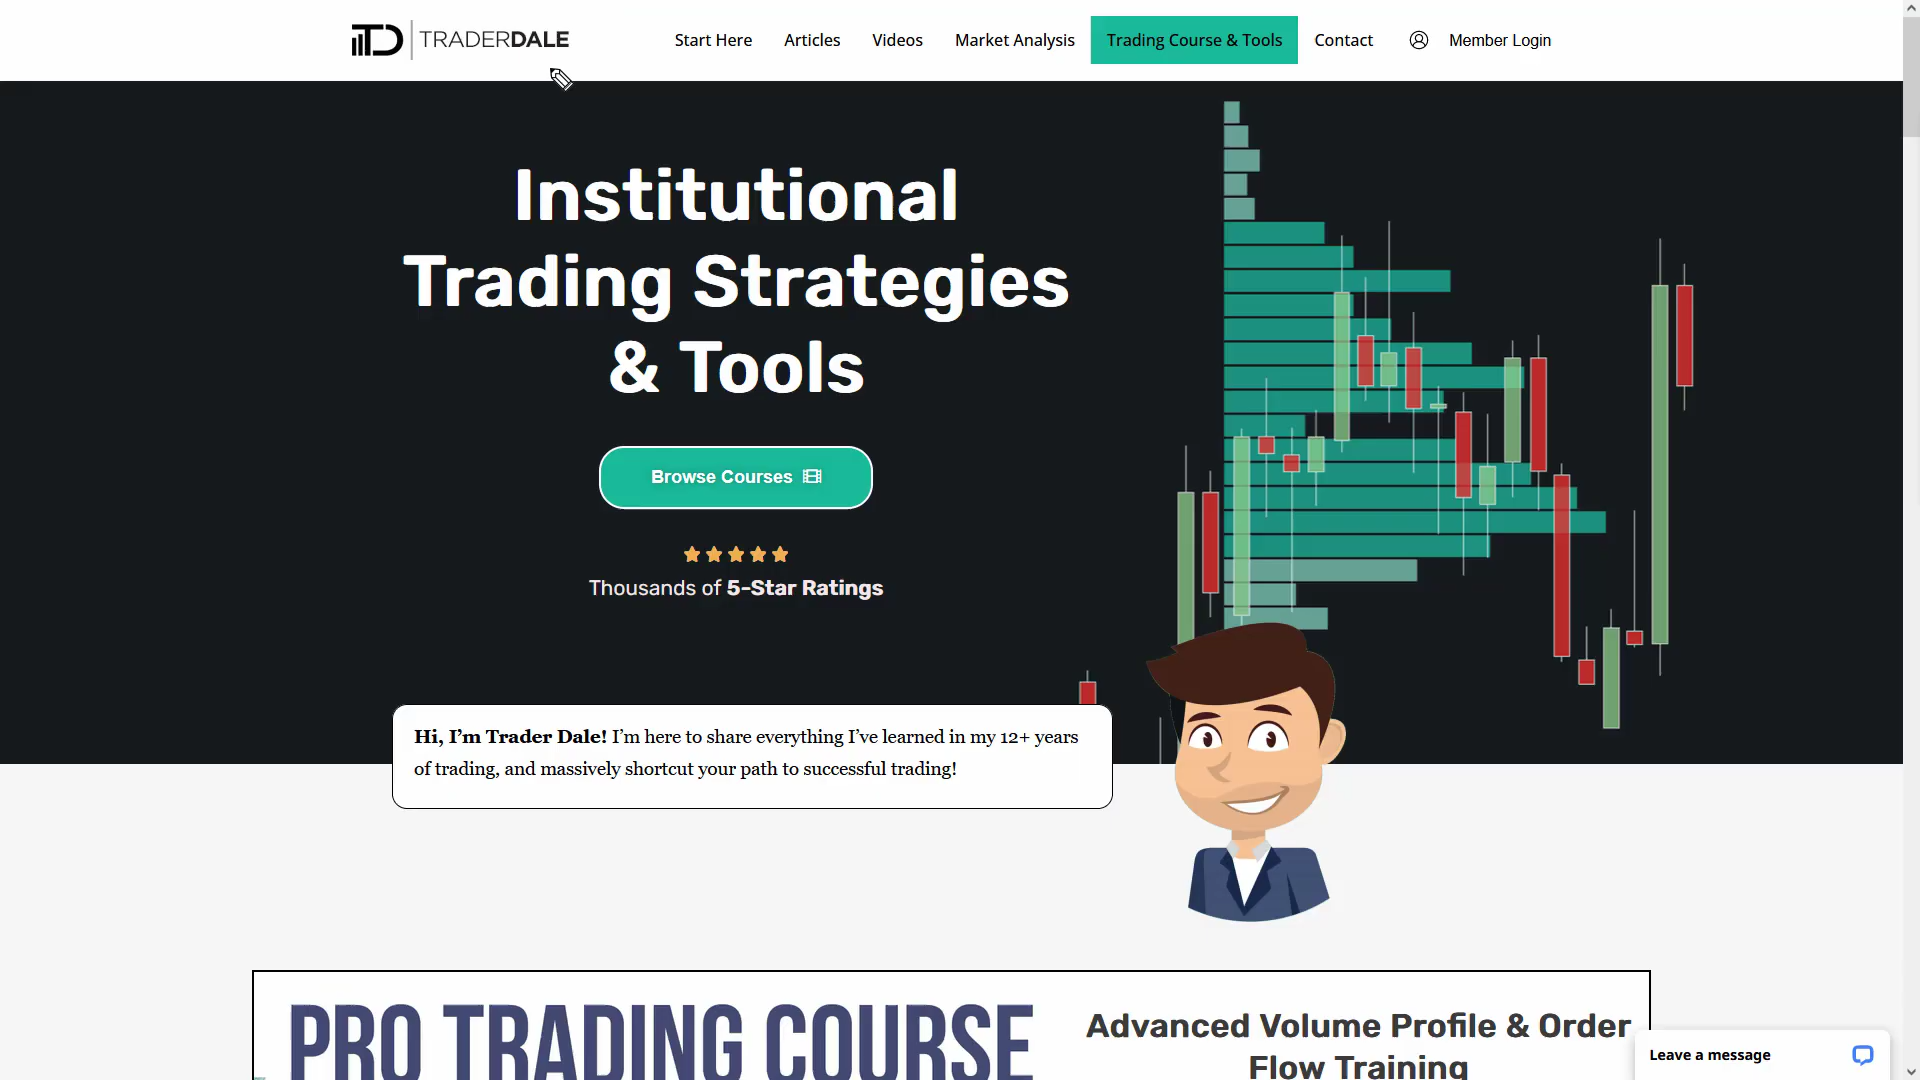 TRADERDALE
Start Here
Articles
Videos
Market Analysis
Trading Course & Tools
Contact
Member Login
Institutional
Trading Strategies
& Tools
Browse Courses
Thousands of 5-Star Ratings
Hi, I’m Trader Dale! I’m here to share everything I’ve learned in my 12+ years
of trading, and massively shortcut your path to successful trading!
PRO TRADING COURSE
Advanced Volume Profile & Order
Flow Training
Leave a message